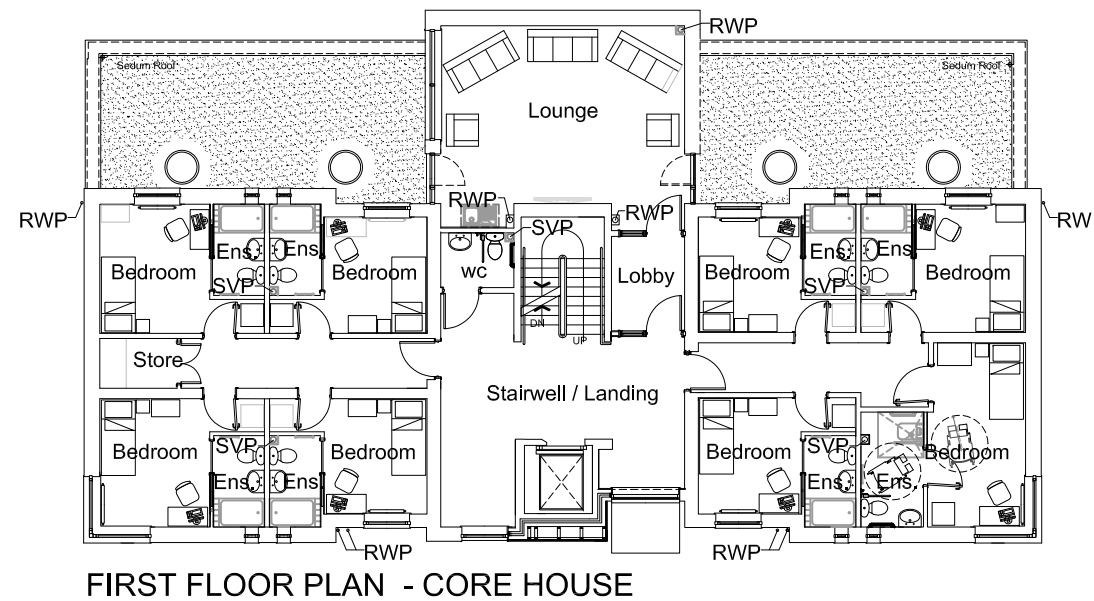 RWP
Sedum Roof
Sedum Roof
Lounge
RWP
RWP
RWP
RW
SVP
Ens
Ens
wc
Lobby
Ens
Ens
Bedroom
Bedroom
Bedroom
Bedroom
SVP
SVP
DN
UP
Store
Stairwell / Landing
Bedroom
SVP
Bedroom
Bedroom
SVP
Bedroom
Ens
Ens
Ens
Ens
RWP
RWP
FIRST FLOOR PLAN - CORE HOUSE